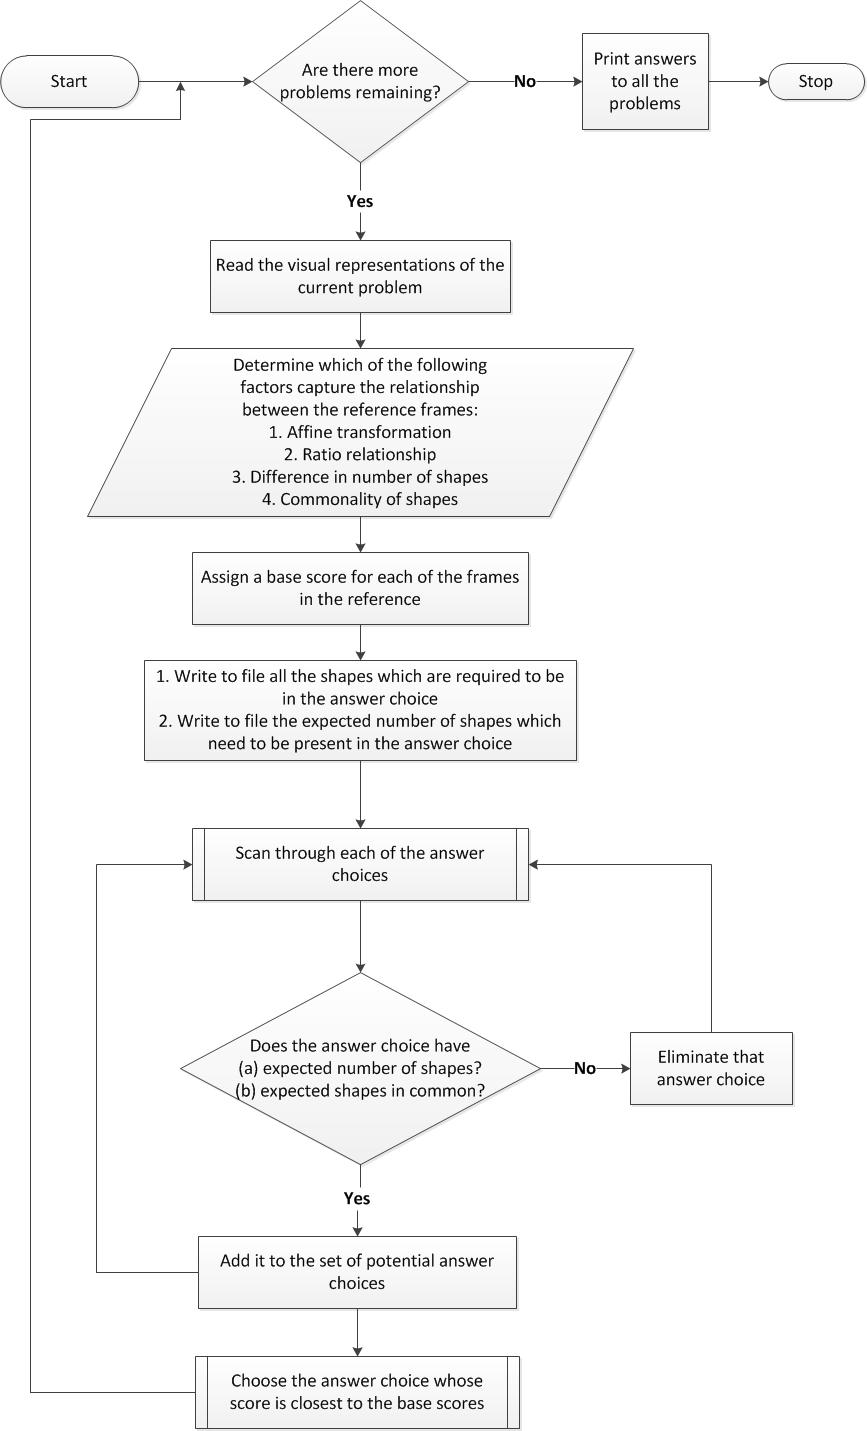 Start
Are there more
problems remaining?
No
Print answers
to all the
problems
Stop
Yes
Read the visual representations of the
current problem
Determine which of the following
factors capture the relationship
between the reference frames:
1. Affine transformation
2. Ratio relationship
3. Difference in number of shapes
4. Commonality of shapes
Assign a base score for each of the frames
in the reference
1. Write to file all the shapes which are required to be
in the answer choice
2. Write to file the expected number of shapes which
need to be present in the answer choice
Scan through each of the answer
choices
Does the answer choice have
(a) expected number of shapes?
(b) expected shapes in common?
No
Eliminate that
answer choice
Yes
Add it to the set of potential answer
choices
Choose the answer choice whose
score is closest to the base scores